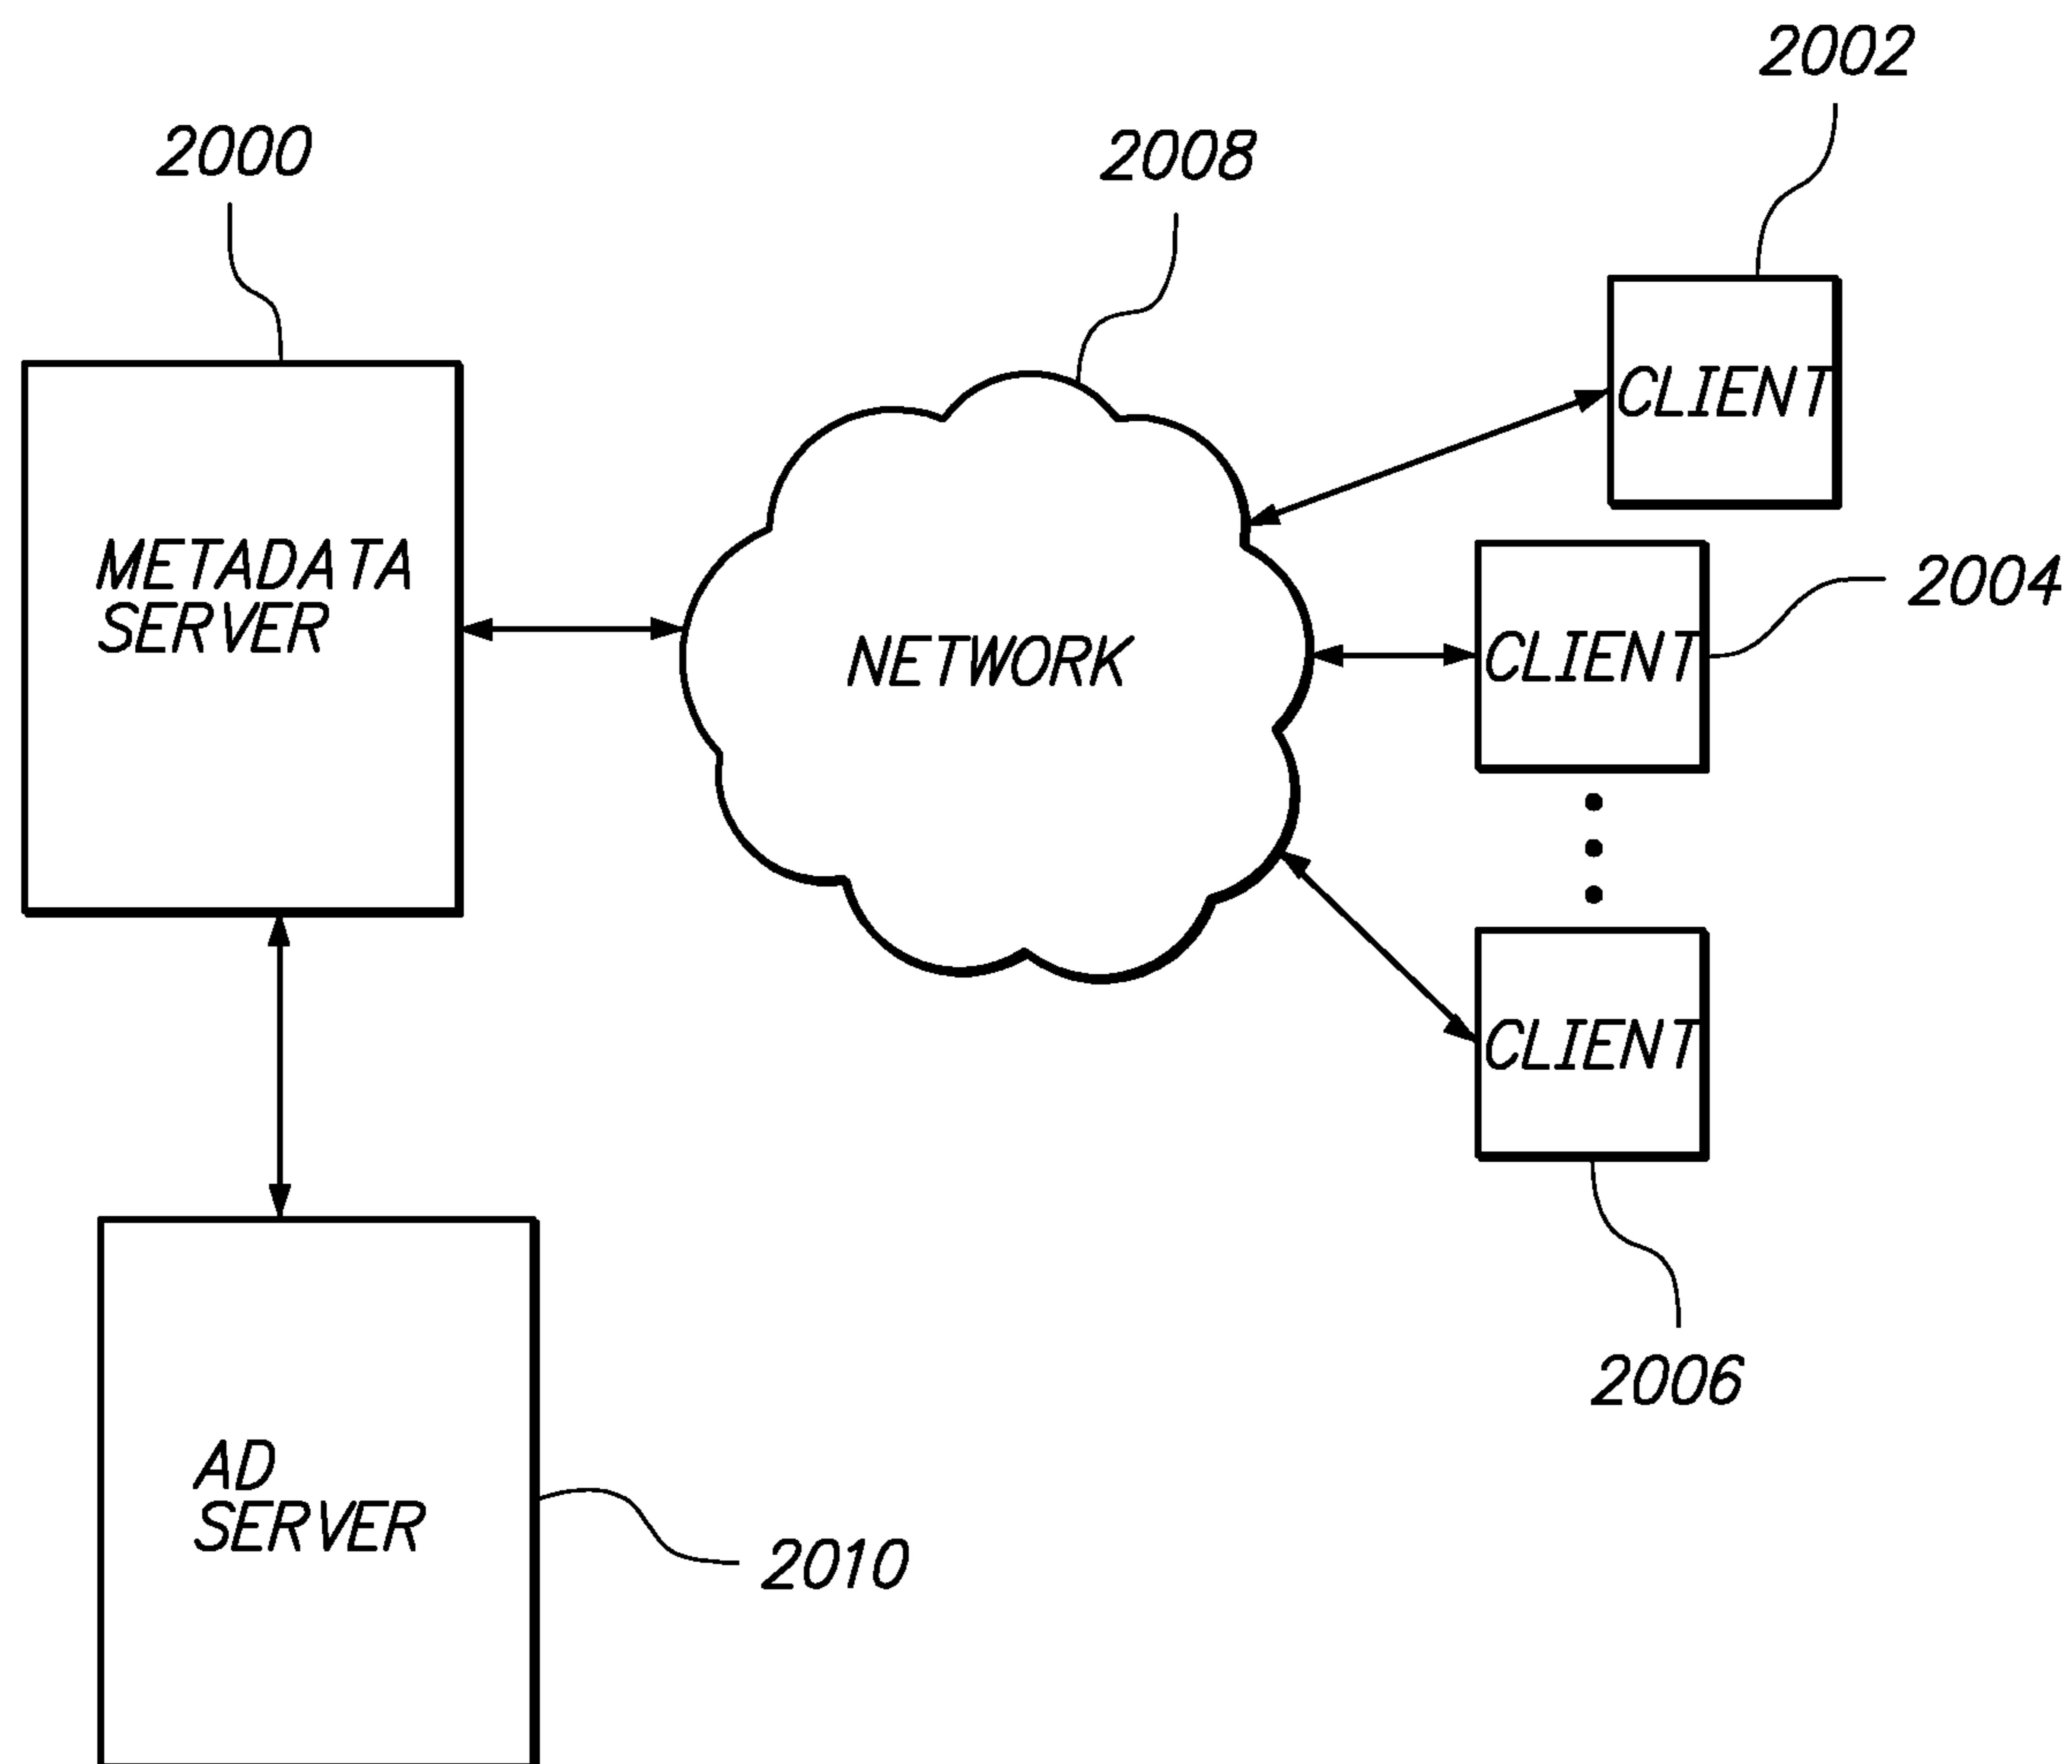 2002
2000
2008
CLIENT
METADATA
SERVER
NETWORK
CLIENT
2004
CLIENT
2006
AD
SERVER
2010